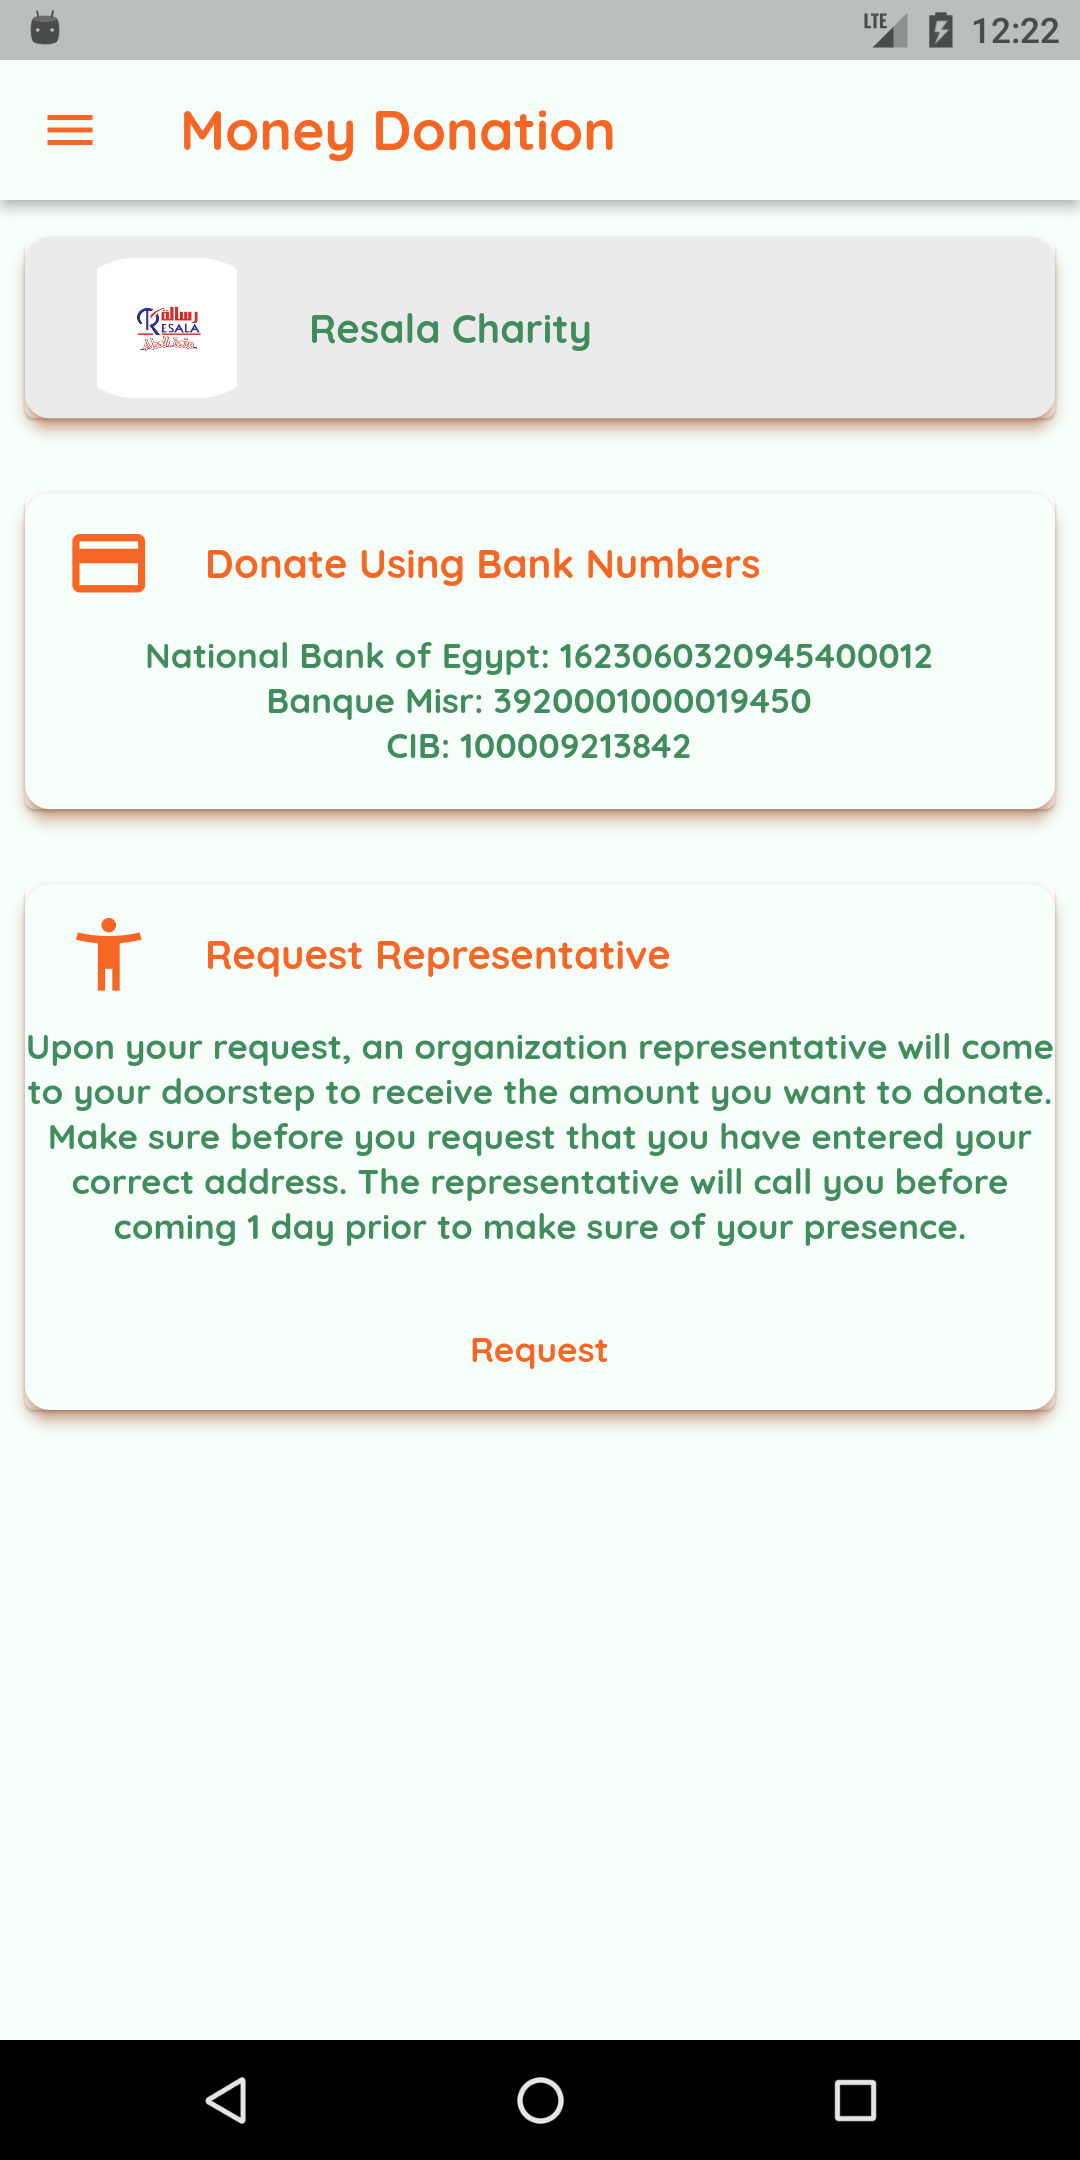 LTE 12:22
Money Donation
رسالة
RESALA
Resala Charity
Donate Using Bank Numbers
National Bank of Egypt: 1623060320945400012
Banque Misr: 3920001000019450
CIB: 100009213842
Request Representative
Upon your request, an organization representative will come
to your doorstep to receive the amount you want to donate.
Make sure before you request that you have entered your
correct address. The representative will call you before
coming 1 day prior to make sure of your presence.
Request